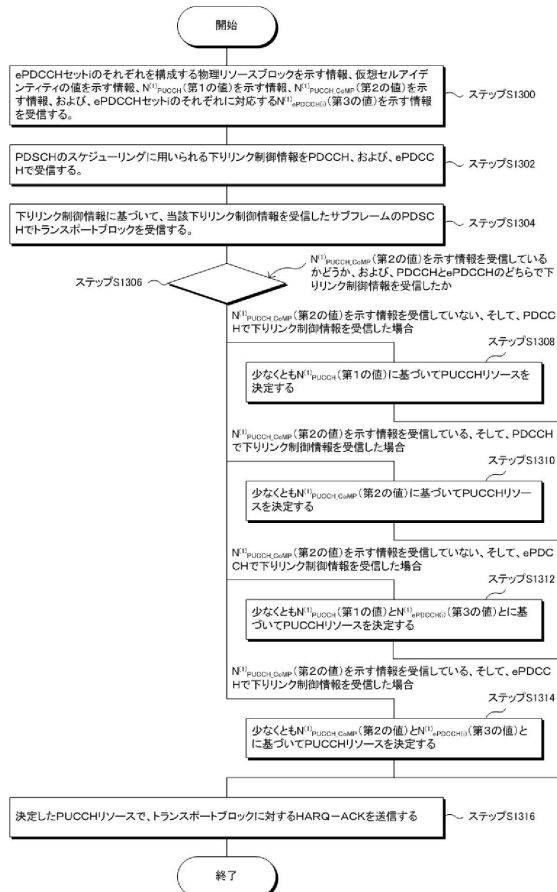 開始
ePDCCHセットiのそれぞれを構成する物理リソースブロックを示す情報、仮想セルアイデ
ンティティの値を示す情報、N⁽¹⁾PUCCH(第1の値)を示す情報、N⁽¹⁾PUCCH_CoMP(第2の値)を
示す情報、および、ePDCCHセットiのそれぞれに対応するN⁽¹⁾ePDCCH(i)(第3の値)を示す情報
を受信する。
ステップS1300
PDSCHのスケジューリングに用いられる下りリンク制御情報をPDCCH、および、ePDCC
Hで受信する。
ステップS1302
下りリンク制御情報に基づいて、当該下りリンク制御情報を受信したサブフレームのPDSC
Hでトランスポートブロックを受信する。
ステップS1304
ステップS1306
N⁽¹⁾PUCCH_CoMP(第2の値)を示す情報を受信している
かどうか、および、PDCCHとePDCCHのどちらで下
りリンク制御情報を受信したか
N⁽¹⁾PUCCH_CoMP(第2の値)を示す情報を受信していない、そして、PDCC
Hで下りリンク制御情報を受信した場合
ステップS1308
少なくともN⁽¹⁾PUCCH(第1の値)に基づいてPUCCHリソースを
決定する
N⁽¹⁾PUCCH_CoMP(第2の値)を示す情報を受信している、そして、PDCCH
で下りリンク制御情報を受信した場合
ステップS1310
少なくともN⁽¹⁾PUCCH_CoMP(第2の値)に基づいてPUCCHリソー
スを決定する
N⁽¹⁾PUCCH_CoMP(第2の値)を示す情報を受信していない、そして、ePD
CCHで下りリンク制御情報を受信した場合
ステップS1312
少なくともN⁽¹⁾PUCCH(第1の値)とN⁽¹⁾ePDCCH(i)(第3の値)とに基
づいてPUCCHリソースを決定する
N⁽¹⁾PUCCH_CoMP(第2の値)を示す情報を受信している、そして、ePDCC
Hで下りリンク制御情報を受信した場合
ステップS1314
少なくともN⁽¹⁾PUCCH_CoMP(第2の値)とN⁽¹⁾ePDCCH(i)(第3の値)と
に基づいてPUCCHリソースを決定する
決定したPUCCHリソースで、トランスポートブロックに対するHARQ-ACKを送信する
ステップS1316
終了